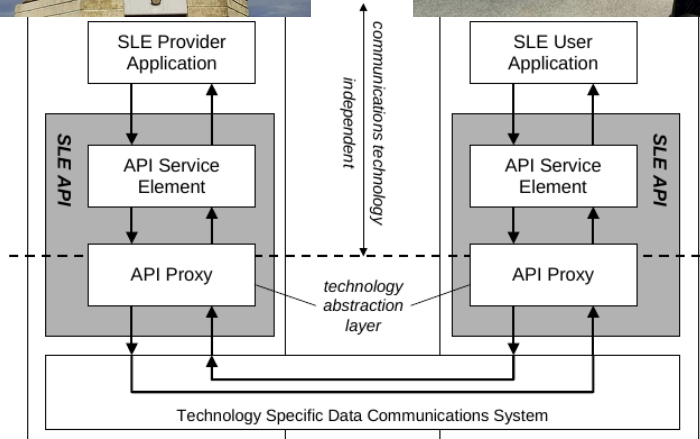 SLE Provider
Application
communications technology
independent
SLE User
Application
SLE API
API Service
Element
API Service
Element
SLE API
API Proxy
technology
abstraction
layer
API Proxy
Technology Specific Data Communications System